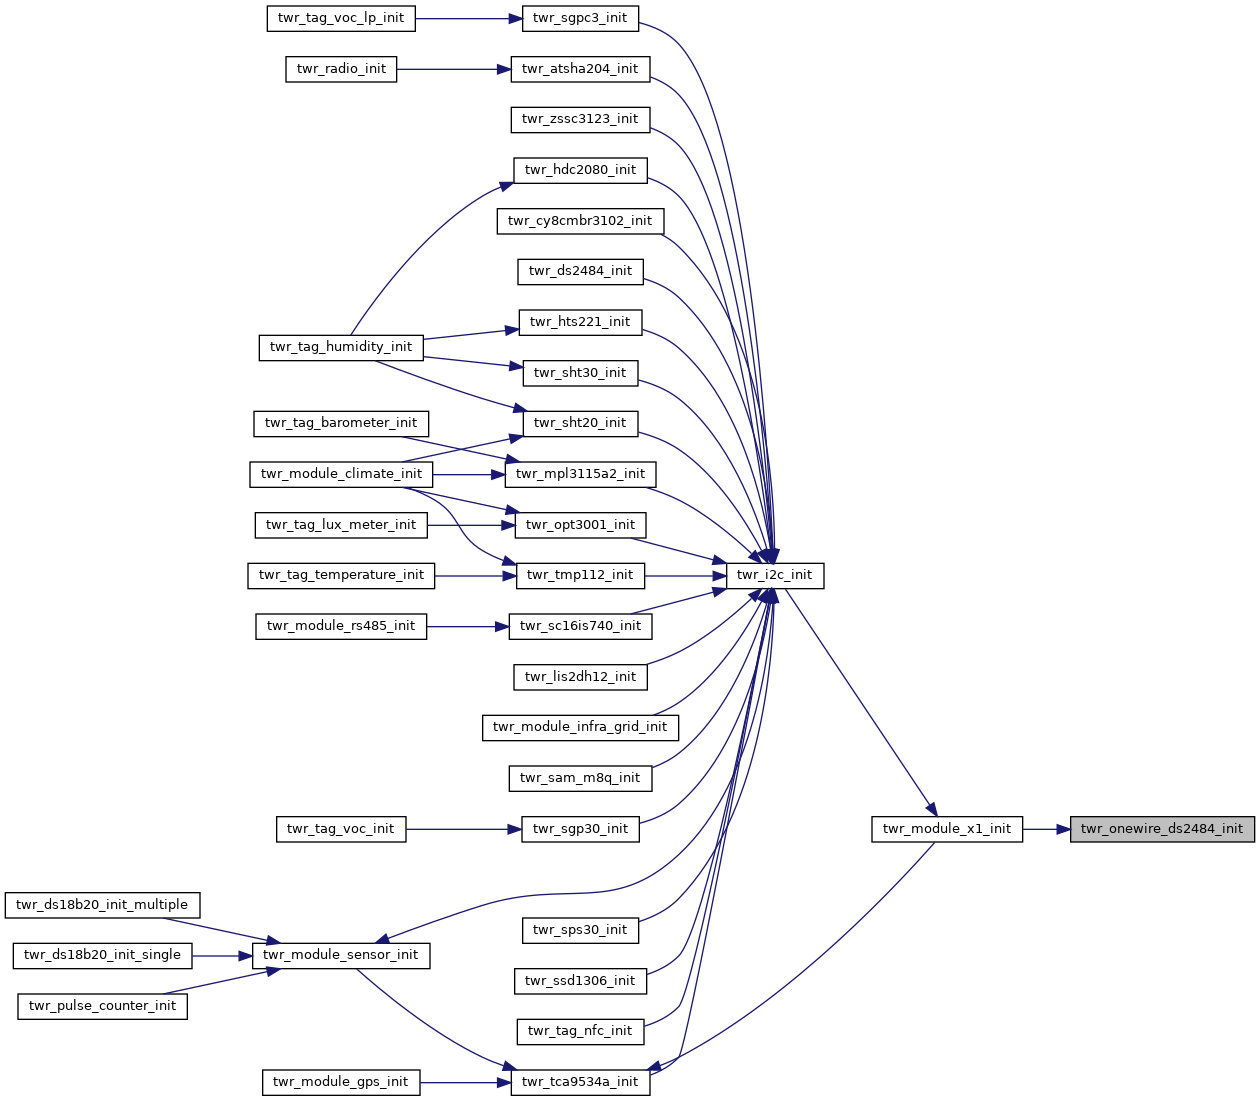 twr_tag_voc_lp_init
twr_sgpc3_init
twr_radio_init
twr_atsha204_init
twr_zssc3123_init
twr_hdc2080_init
twr_cy8cmbr3102_init
twr_ds2484_init
twr_hts221_init
twr_tag_humidity_init
twr_sht30_init
twr_tag_barometer_init
twr_sht20_init
twr_module_climate_init
twr_mpl3115a2_init
twr_tag_lux_meter_init
twr_opt3001_init
twr_tag_temperature_init
twr_tmp112_init
twr_i2c_init
twr_module_rs485_init
twr_sc16is740_init
twr_lis2dh12_init
twr_module_infra_grid_init
twr_sam_m8q_init
twr_tag_voc_init
twr_sgp30_init
twr_module_x1_init
twr_onewire_ds2484_init
twr_ds18b20_init_multiple
twr_sps30_init
twr_ds18b20_init_single
twr_module_sensor_init
twr_ssd1306_init
twr_pulse_counter_init
twr_tag_nfc_init
twr_module_gps_init
twr_tca9534a_init